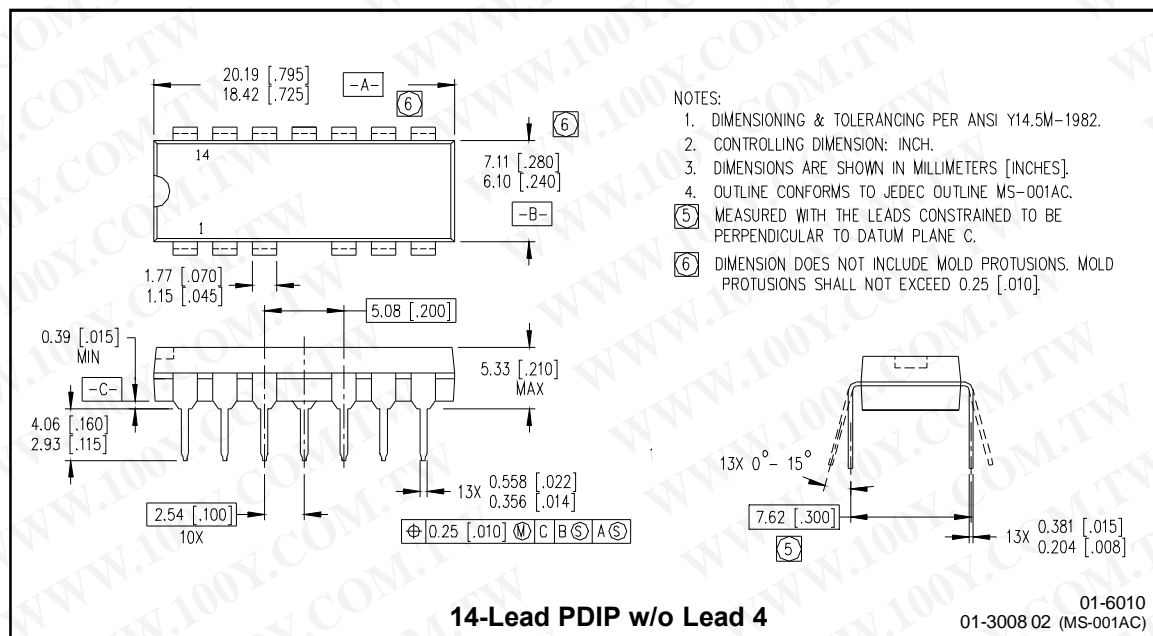 20.19 [.795]
18.42 [.725]
-A-
6
6
14
1
7.11 [.280]
6.10 [.240]
-B-
1.77 [.070]
1.15 [.045]
5.08 [.200]
0.39 [.015]
MIN
-C-
5.33 [.210]
MAX
4.06 [.160]
2.93 [.115]
2.54 [.100]
10X
13X 0.558 [.022]
0.356 [.014]
⌖ 0.25 [.010] Ⓜ C B Ⓢ A Ⓢ
NOTES:
1. DIMENSIONING & TOLERANCING PER ANSI Y14.5M-1982.
2. CONTROLLING DIMENSION: INCH.
3. DIMENSIONS ARE SHOWN IN MILLIMETERS [INCHES].
4. OUTLINE CONFORMS TO JEDEC OUTLINE MS-001AC.
5 MEASURED WITH THE LEADS CONSTRAINED TO BE
PERPENDICULAR TO DATUM PLANE C.
6 DIMENSION DOES NOT INCLUDE MOLD PROTUSIONS. MOLD
PROTUSIONS SHALL NOT EXCEED 0.25 [.010].
13X 0°- 15°
7.62 [.300]
5
13X 0.381 [.015]
0.204 [.008]
14-Lead PDIP w/o Lead 4
01-6010
01-3008 02 (MS-001AC)
WWW.100Y.COM.TW